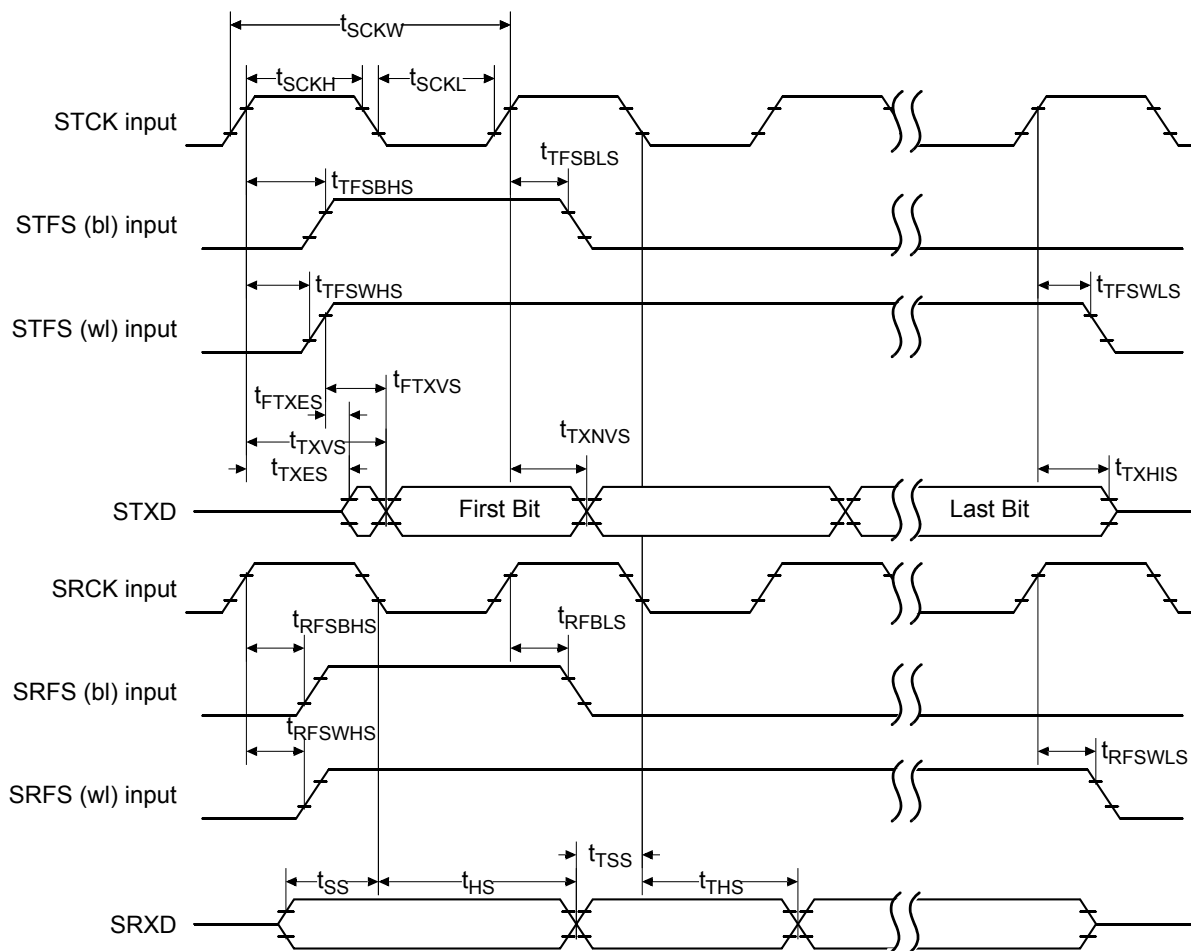 tSCKW
tSCKH
tSCKL
STCK input
tTFSBLS
tTFSBHS
STFS (bl) input
tTFSWHS
tTFSWLS
STFS (wl) input
tFTXVS
tFTXES
tTXVS
tTXNVS
tTXES
tTXHIS
STXD
First Bit
Last Bit
SRCK input
tRFSBHS
tRFBLS
SRFS (bl) input
tRFSWHS
tRFSWLS
SRFS (wl) input
tTSS
tSS
tHS
tTHS
SRXD